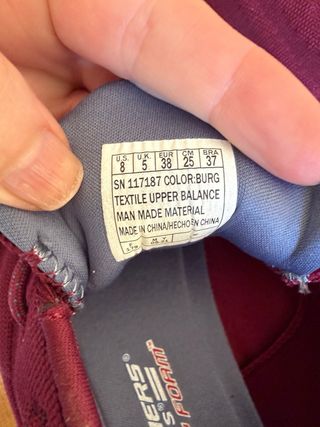 U.S. U.K. EUR CM BRA
8 5 38 25 37
SN 117187 COLOR:BURG
TEXTILE UPPER BALANCE
MAN MADE MATERIAL
MADE IN CHINA/HECHO EN CHINA
FOAM